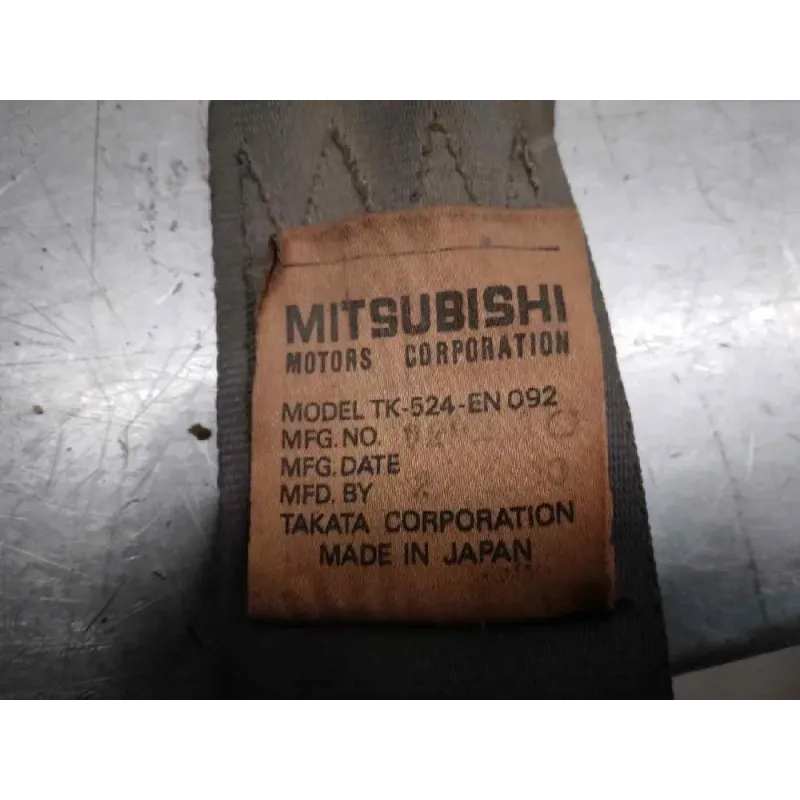 MITSUBISHI
MOTORS CORPORATION
MODEL TK-524-EN 092
MFG. NO.
MFG. DATE
MFD. BY
TAKATA CORPORATION
MADE IN JAPAN